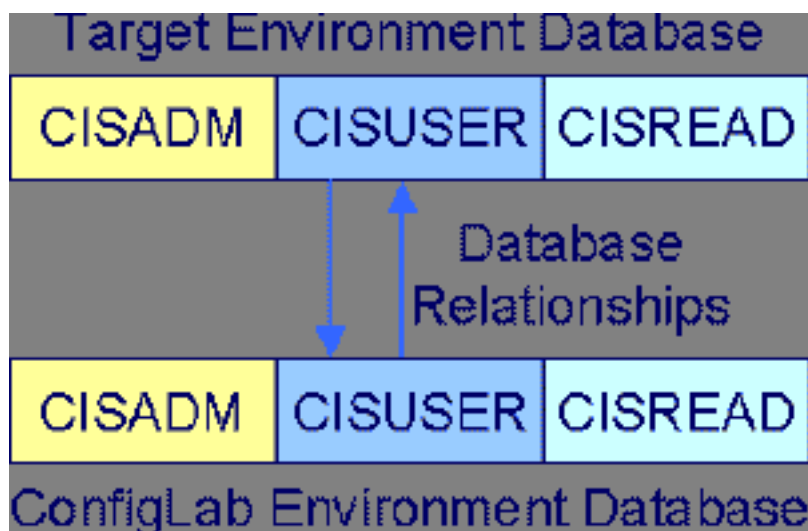 Target Environment Database
CISADM CISUSER CISREAD
Database
Relationships
CISADM CISUSER CISREAD
ConfigLab Environment Database